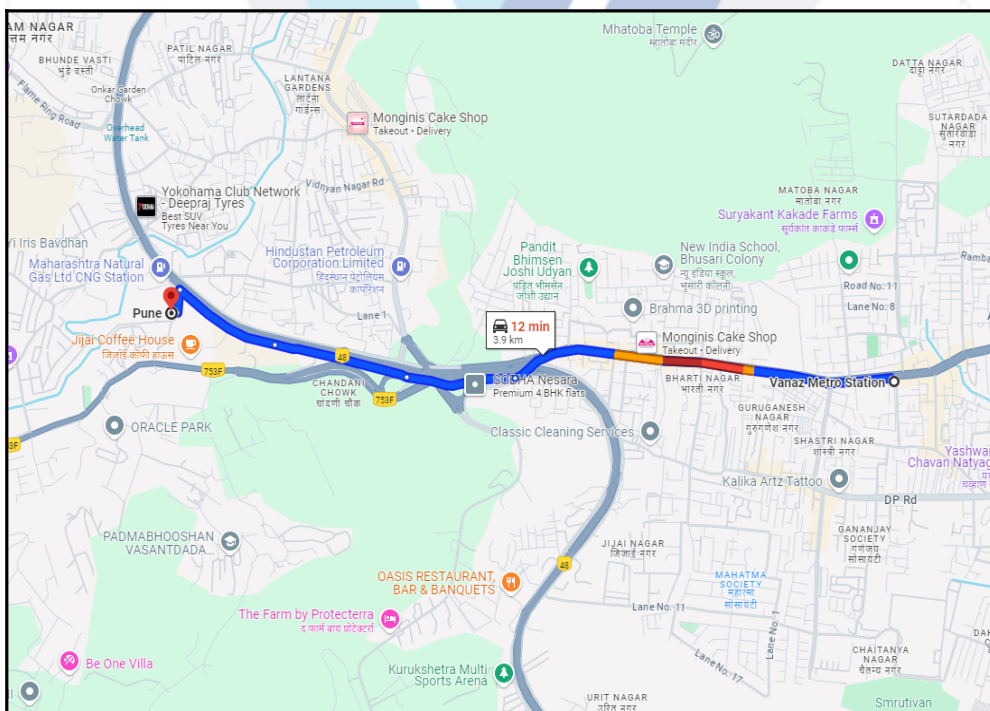 AM NAGAR
त्तम नगर
BHUNDE VASTI
भुंडे वस्ती
PATIL NAGAR
पाटिल नगर
Onkar Garden
Chowk
Flame Ring Road
Overhead
Water Tank
LANTANA
GARDENS
लाटॅना
गार्डन्स
Monginis Cake Shop
Takeout • Delivery
Mhatoba Temple
म्हातोबा मंदीर
DATTA NAGAR
दाट्टा नगर
SUTARDADA
NAGAR
सुतारदादा
नगर
Vidnyan Nagar Rd
Yokohama Club Network
- Deepraj Tyres
Best SUV
Tyres Near You
MATOBA NAGAR
मातोबा नगर
Suryakant Kakade Farms
सूर्यकांत काकडे फार्म्स
Yi Iris Bavdhan
Maharashtra Natural
Gas Ltd CNG Station
Hindustan Petroleum
Corporation Limited
हिंदस्थान पेट्रोलियम
कार्पोरेशन
Pandit
Bhimsen
Joshi Udyan
पंडित भीमसेन
जोशी उद्यान
New India School,
Bhusari Colony
न्यू इंडिया स्कूल,
भुसारी कॉलनी
Ramba
Road No. 11
Lane No. 8
Brahma 3D printing
Pune
Lane 1
12 min
3.9 km
Monginis Cake Shop
Takeout • Delivery
Jijai Coffee House
जिजाई कॉफी हाऊस
48
753F
CHANDANI
CHOWK
चांदणी चौक
753F
SOBHA Nesara
Premium 4 BHK flats
BHARTI NAGAR
भारती नगर
Vanaz Metro Station
GURUGANESH
NAGAR
गुरुगणेश नगर
ORACLE PARK
Classic Cleaning Services
SHASTRI NAGAR
शास्त्री नगर
Yashwa
Chavan Natyag
Kalika Artz Tattoo
DP Rd
PADMABHOOSHAN
VASANTDADA...
JIJAI NAGAR
जिजाई नगर
GANANJAY
SOCIETY
गणंजय
सोसायटी
48
OASIS RESTAURANT,
BAR & BANQUETS
MAHATMA
SOCIETY
महात्मा
सोसायटी
The Farm by Protecterra
द फार्म बाय प्रोटेक्टर्रा
Lane No. 11
Lane No. 1
Be One Villa
Kurukshetra Multi
Sports Arena
Lane No-17
CHAITANYA
NAGAR
चैतन्य नगर
URIT NAGAR
उरित नगर
Smrutivan